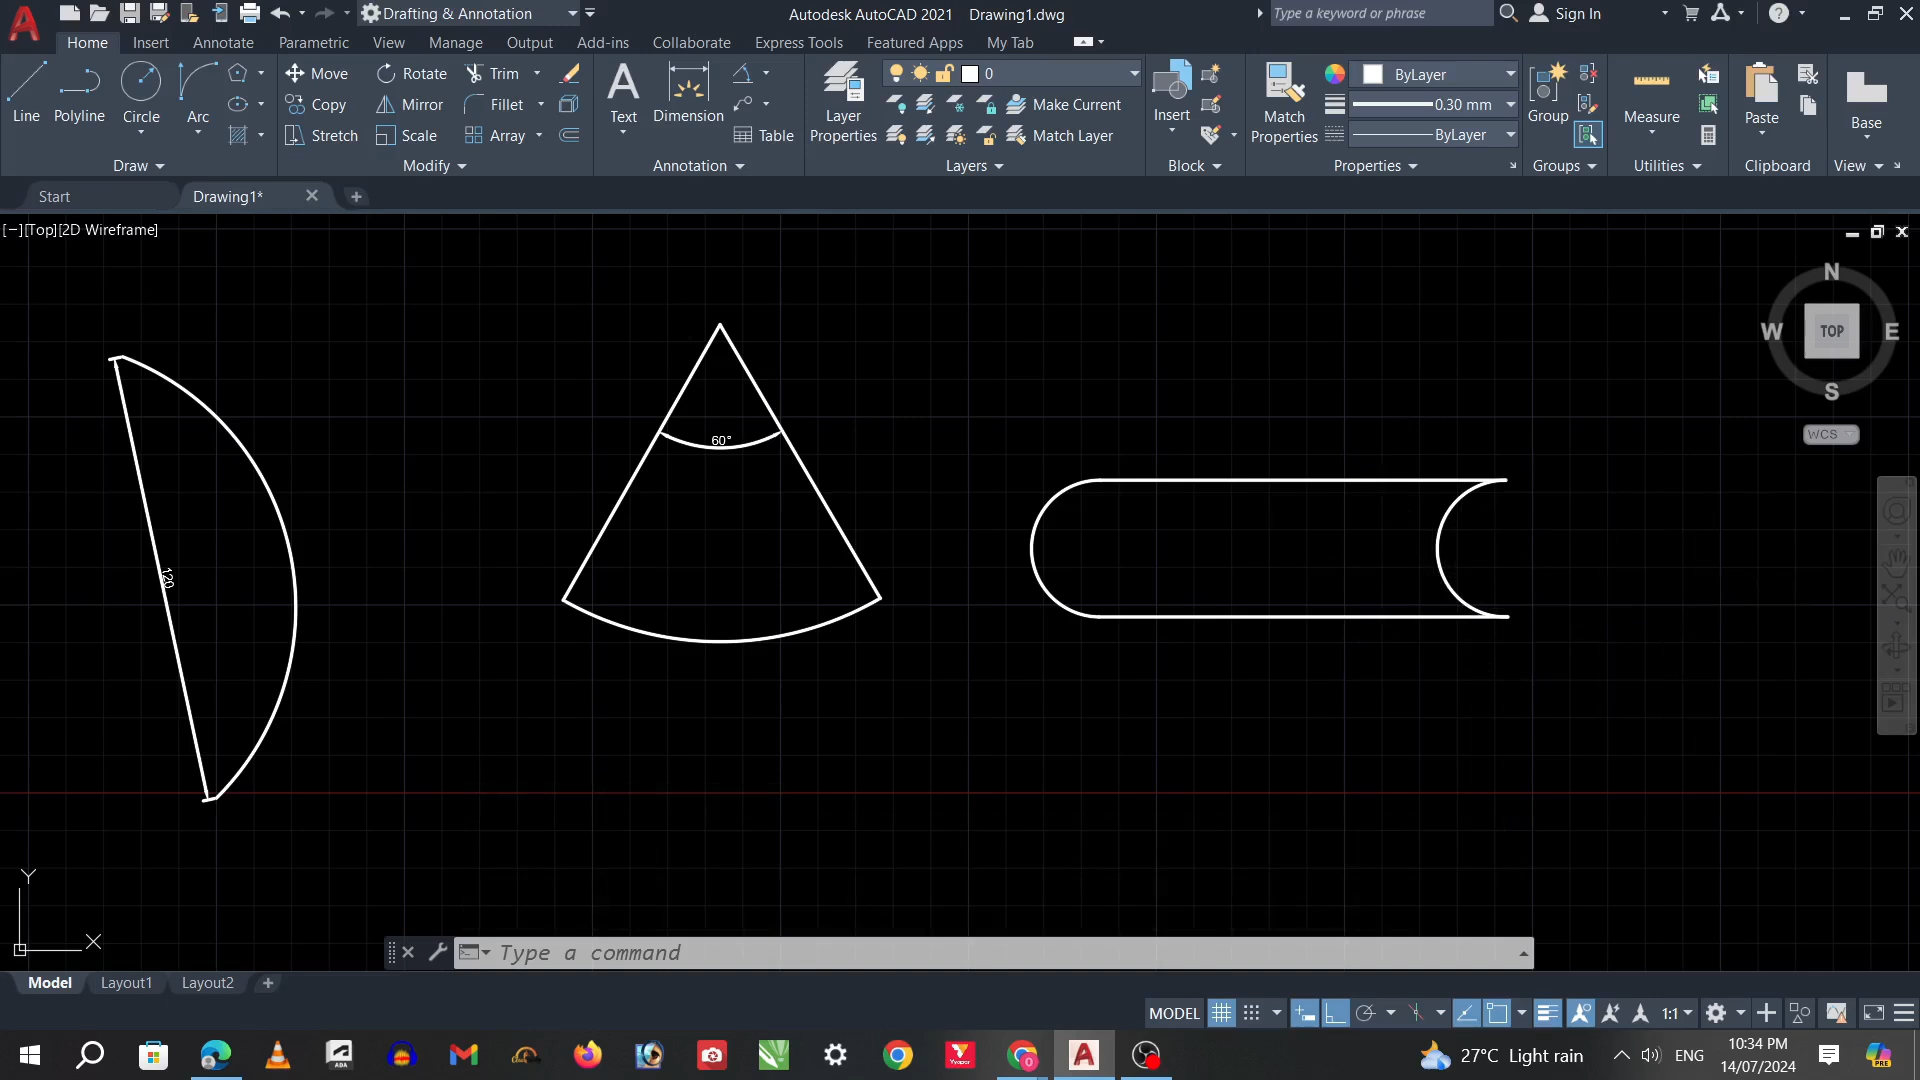 Drafting & Annotation
Autodesk AutoCAD 2021 Drawing1.dwg
Type a keyword or phrase
Sign In
Home Insert Annotate Parametric View Manage Output Add-ins Collaborate Express Tools Featured Apps My Tab
Line Polyline Circle Arc
Move Rotate Trim
Copy Mirror Fillet
Stretch Scale Array
Text Dimension Table
Layer Properties
0
Make Current
Match Layer
Insert
Match Properties
ByLayer
0.30 mm
ByLayer
Group
Measure
Paste
Base
Draw Modify Annotation Layers Block Properties Groups Utilities Clipboard View
Start Drawing1*
[−][Top][2D Wireframe]
N
W TOP E
S
WCS
60°
120
Y
X
Type a command
Model Layout1 Layout2
MODEL 1:1
ADA
Vyapar
27°C Light rain
ENG
10:34 PM
14/07/2024
PRE